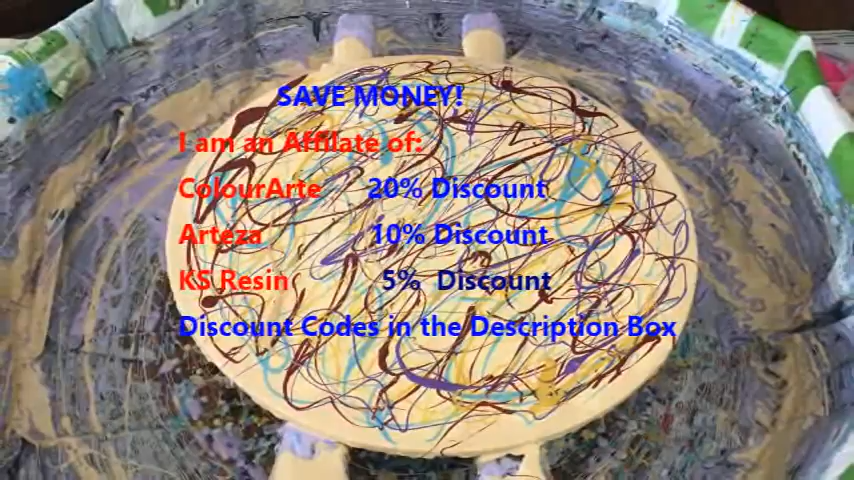 SAVE MONEY!
I am an Affilate of:
ColourArte 20% Discount
Arteza 10% Discount
KS Resin 5% Discount
Discount Codes in the Description Box